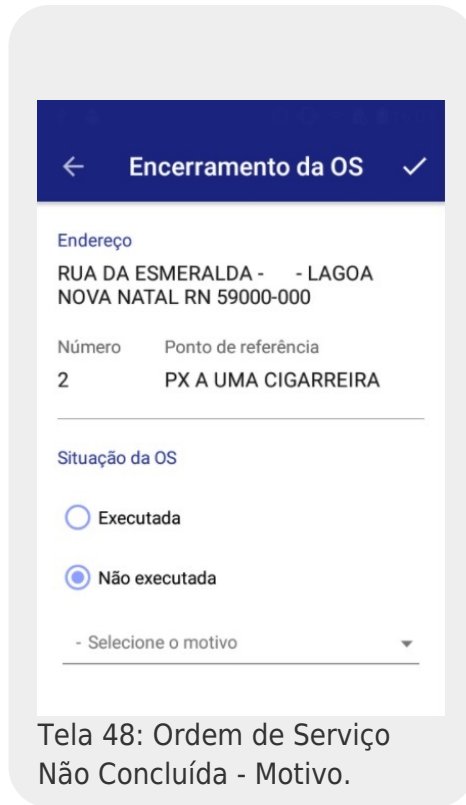 Encerramento da OS
Endereço
RUA DA ESMERALDA -     - LAGOA
NOVA NATAL RN 59000-000
Número Ponto de referência
2 PX A UMA CIGARREIRA
Situação da OS
Executada
Não executada
- Selecione o motivo
Tela 48: Ordem de Serviço
Não Concluída - Motivo.